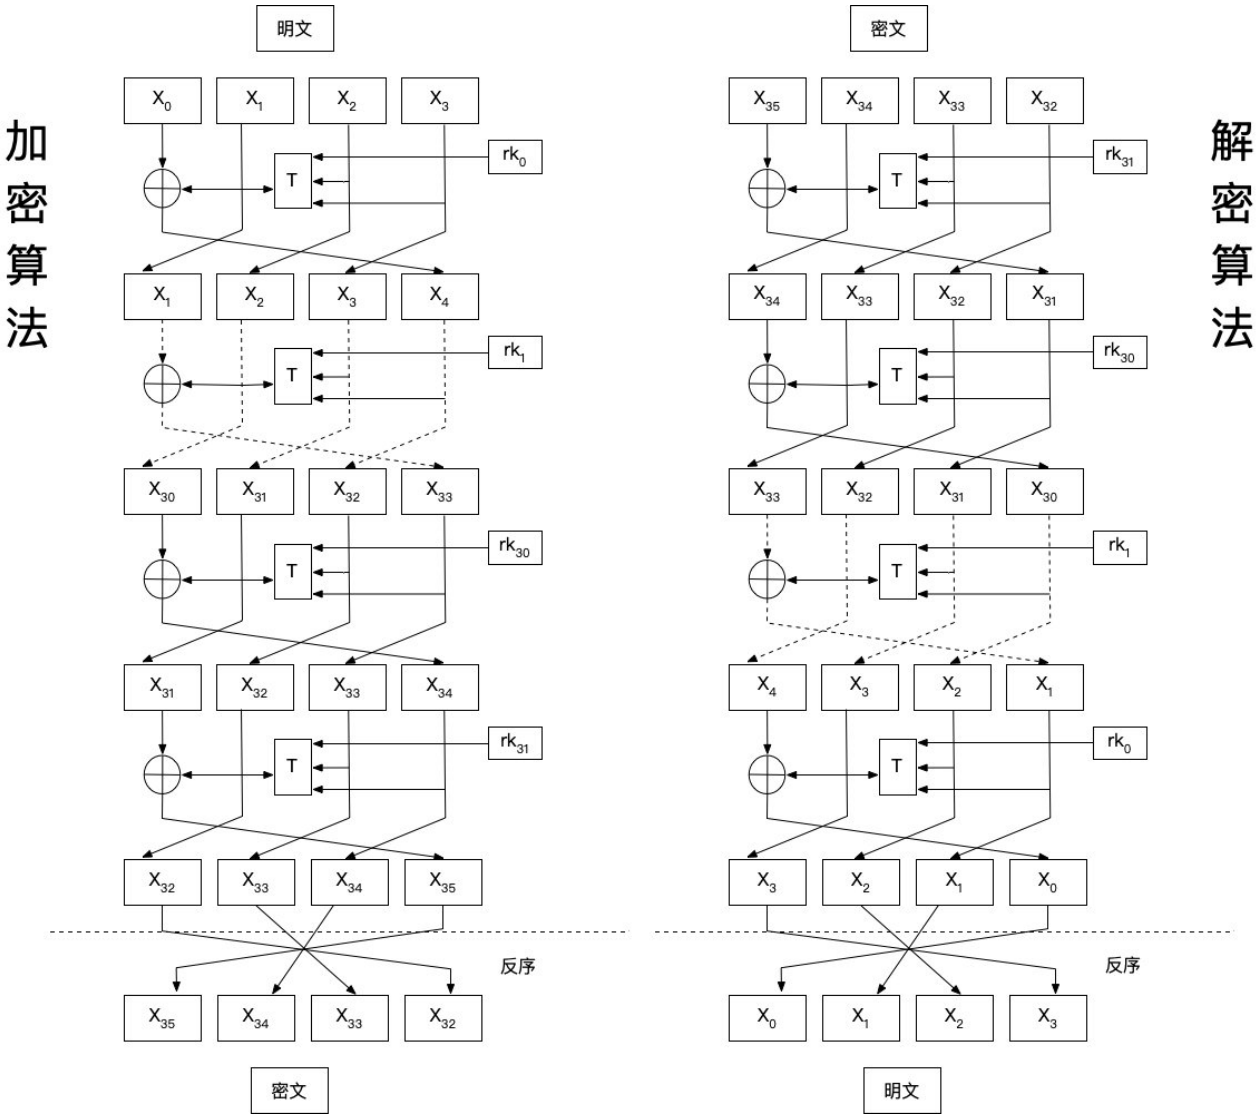 明文
X0 X1 X2 X3
rk0
T
X1 X2 X3 X4
rk1
T
X30 X31 X32 X33
rk30
T
X31 X32 X33 X34
rk31
T
X32 X33 X34 X35
反序
X35 X34 X33 X32
密文
加密算法
密文
X35 X34 X33 X32
rk31
T
X34 X33 X32 X31
rk30
T
X33 X32 X31 X30
rk1
T
X4 X3 X2 X1
rk0
T
X3 X2 X1 X0
反序
X0 X1 X2 X3
明文
解密算法